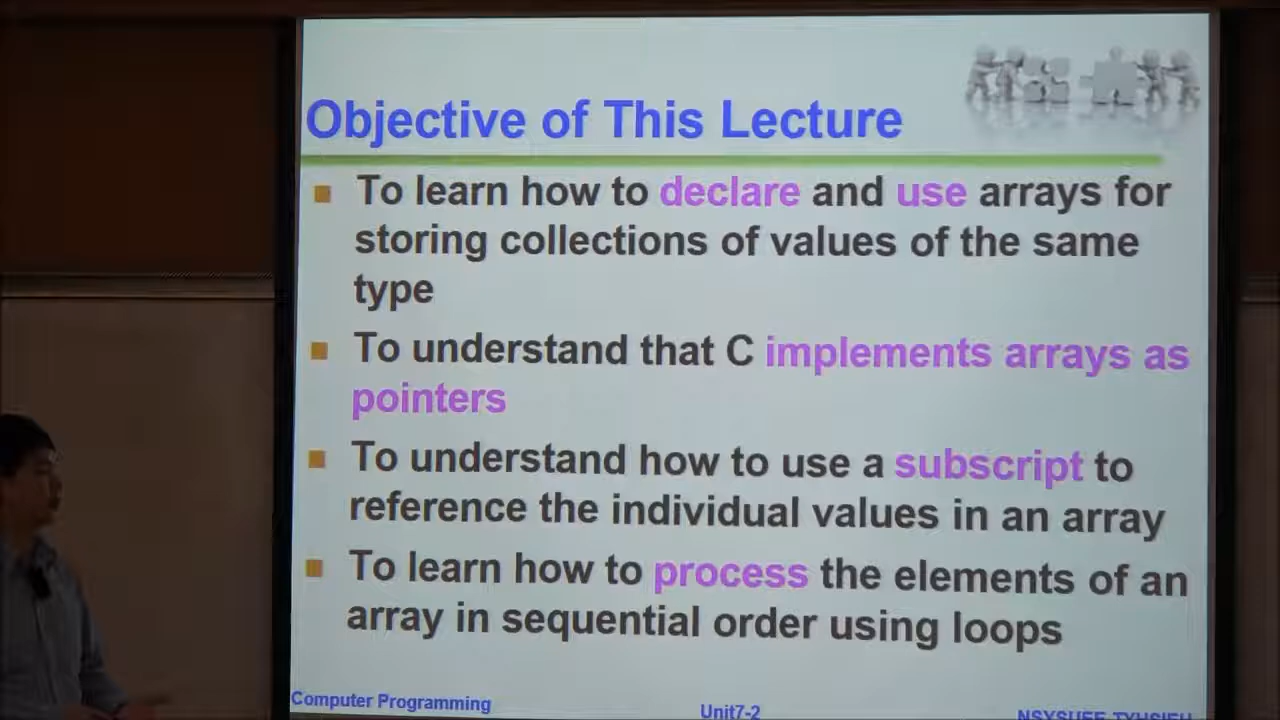 Objective of This Lecture
To learn how to declare and use arrays for
storing collections of values of the same
type
To understand that C implements arrays as
pointers
To understand how to use a subscript to
reference the individual values in an array
To learn how to process the elements of an
array in sequential order using loops
Computer Programming
Unit7-2
NSYSUEE TYHSIEH